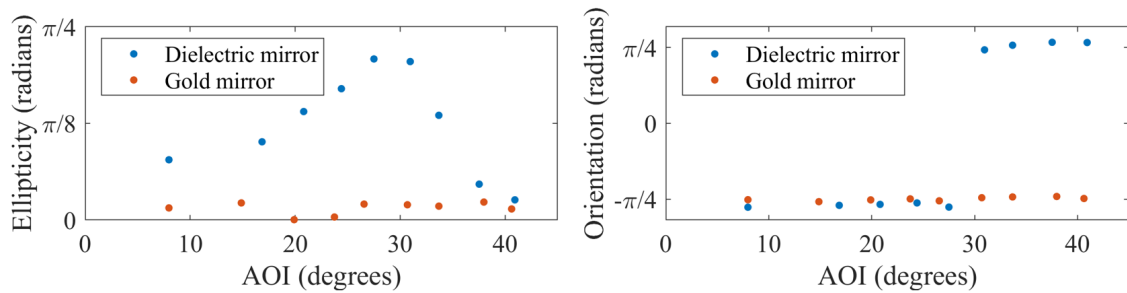 Ellipticity (radians)
π/4
π/8
0
Dielectric mirror
Gold mirror
0 10 20 30 40
AOI (degrees)
Orientation (radians)
π/4
0
-π/4
Dielectric mirror
Gold mirror
0 10 20 30 40
AOI (degrees)